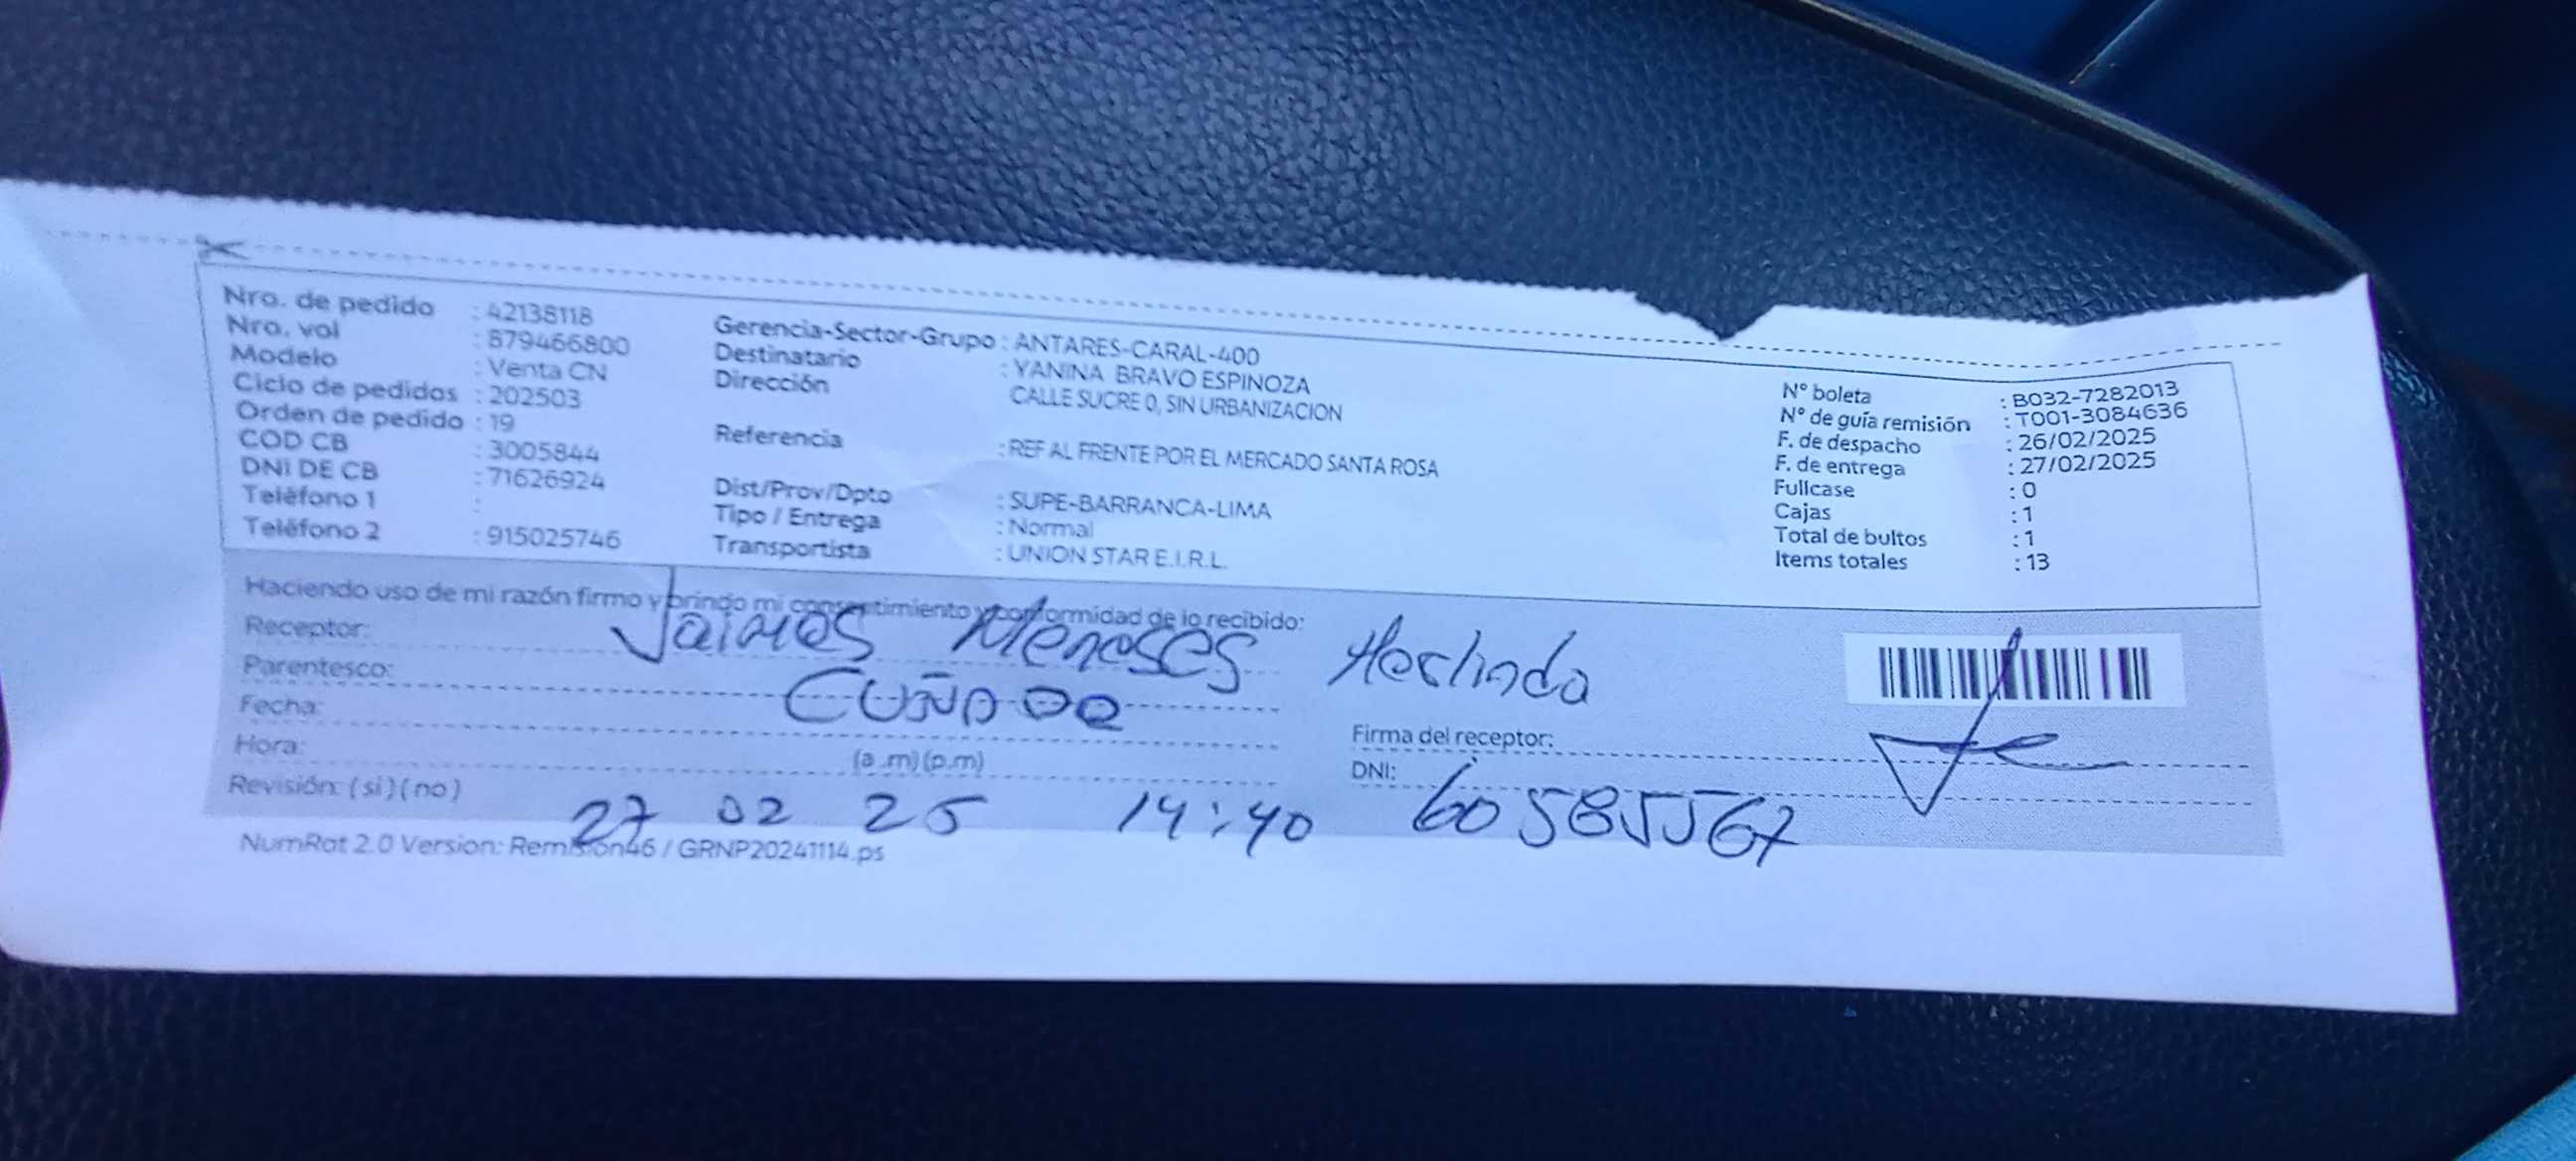 Nro. de pedido : 42138118
Nro. vol : 879466800
Modelo : Venta CN
Ciclo de pedidos : 202503
Orden de pedido : 19
COD CB : 3005844
DNI DE CB : 71626924
Teléfono 1 :
Teléfono 2 : 915025746
Gerencia-Sector-Grupo : ANTARES-CARAL-400
Destinatario : YANINA BRAVO ESPINOZA
Dirección CALLE SUCRE 0, SIN URBANIZACION
Referencia : REF AL FRENTE POR EL MERCADO SANTA ROSA
Dist/Prov/Dpto : SUPE-BARRANCA-LIMA
Tipo / Entrega : Normal
Transportista : UNION STAR E.I.R.L.
N° boleta : B032-7282013
N° de guía remisión : T001-3084636
F. de despacho : 26/02/2025
F. de entrega : 27/02/2025
Fullcase : 0
Cajas : 1
Total de bultos : 1
Items totales : 13
Haciendo uso de mi razón firmo y brindo mi consentimiento y conformidad de lo recibido:
Receptor: Jaimes Meneses Herlinda
Parentesco: CUÑADA
Fecha:
Hora: (a .m) (p.m)
Revisión: ( si ) ( no )
27 02 25 14:40
Firma del receptor:
DNI: 60585567
NumRot 2.0 Version: Remision46 / GRNP20241114.ps